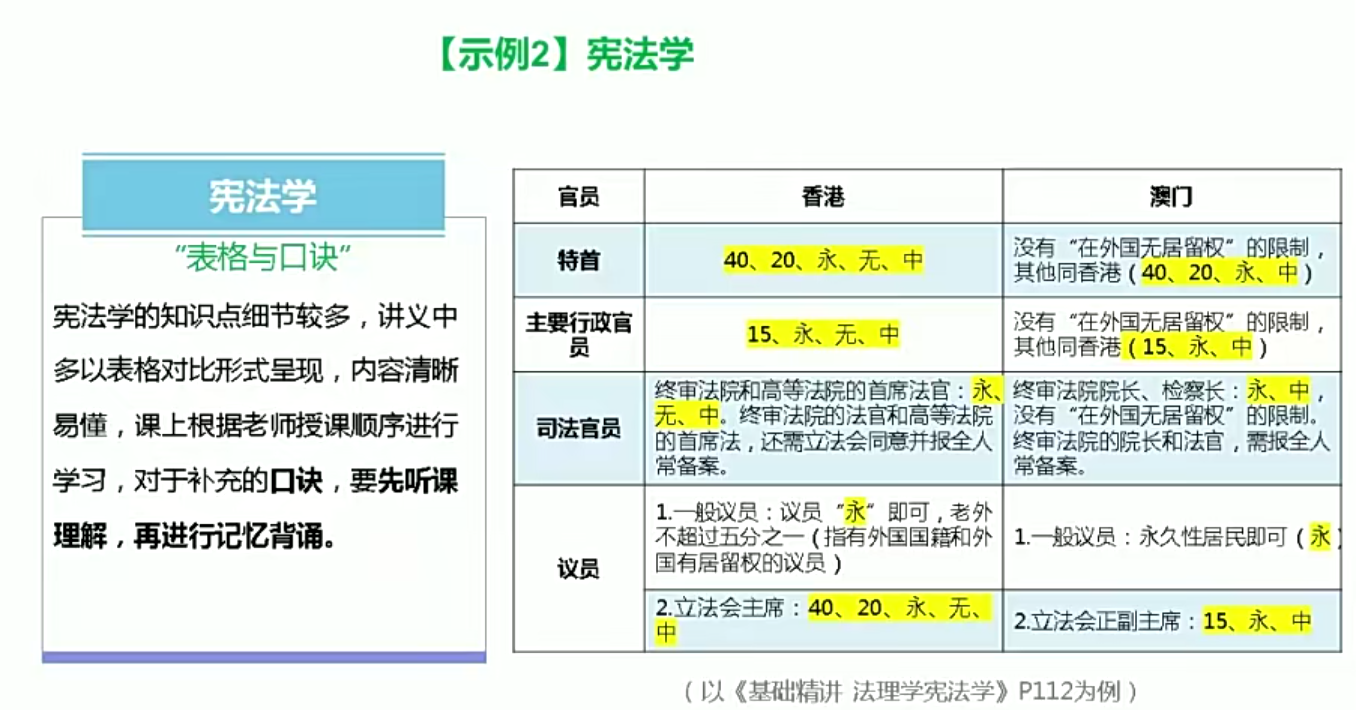 【示例2】宪法学
宪法学
“表格与口诀”
宪法学的知识点细节较多，讲义中
多以表格对比形式呈现，内容清晰
易懂，课上根据老师授课顺序进行
学习，对于补充的口诀，要先听课
理解，再进行记忆背诵。
官员
香港
澳门
特首
40、20、永、无、中
没有“在外国无居留权”的限制，
其他同香港（40、20、永、中）
主要行政官
员
15、永、无、中
没有“在外国无居留权”的限制，
其他同香港（15、永、中）
司法官员
终审法院和高等法院的首席法官：永、
无、中。终审法院的法官和高等法院
的首席法，还需立法会同意并报全人
常备案。
终审法院院长、检察长：永、中，
没有“在外国无居留权”的限制。
终审法院的院长和法官，需报全人
常备案。
议员
1.一般议员：议员“永”即可，老外
不超过五分之一（指有外国国籍和外
国有居留权的议员）
1.一般议员：永久性居民即可（永）
2.立法会主席：40、20、永、无、
中
2.立法会正副主席：15、永、中
（以《基础精讲 法理学宪法学》P112为例）